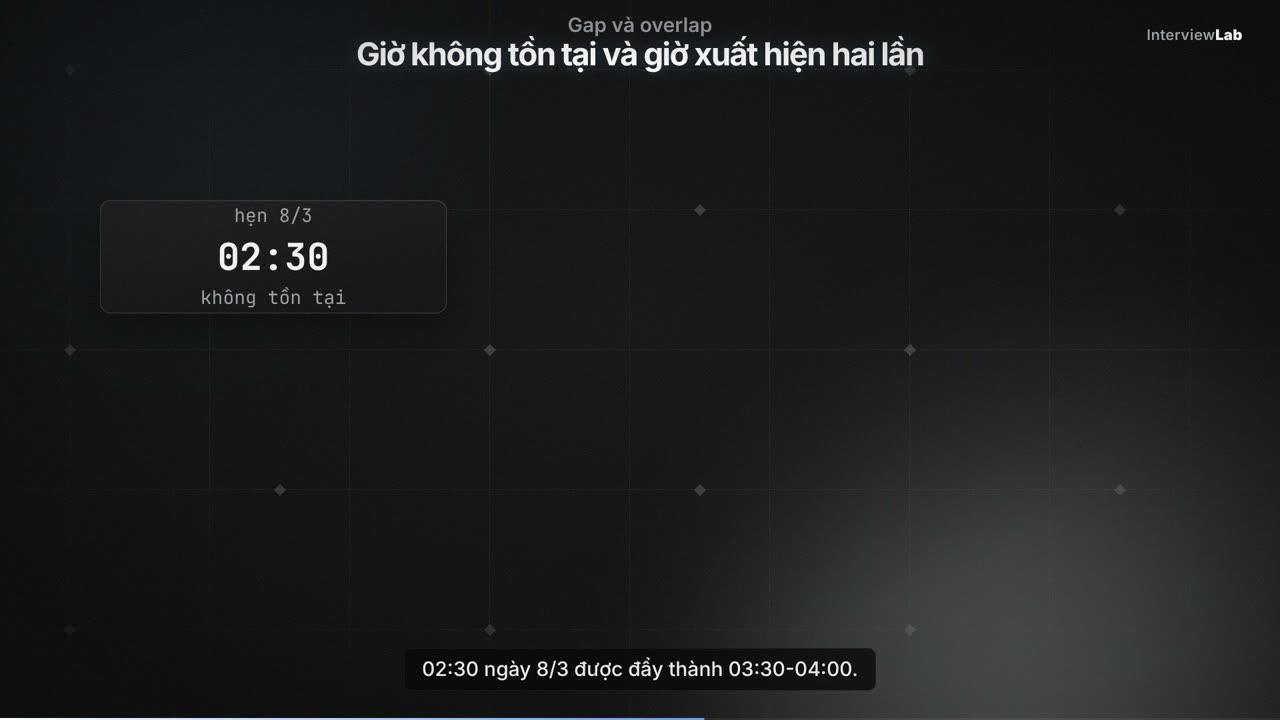 Gap và overlap
Giờ không tồn tại và giờ xuất hiện hai lần
InterviewLab
hẹn 8/3
02:30
không tồn tại
02:30 ngày 8/3 được đẩy thành 03:30-04:00.